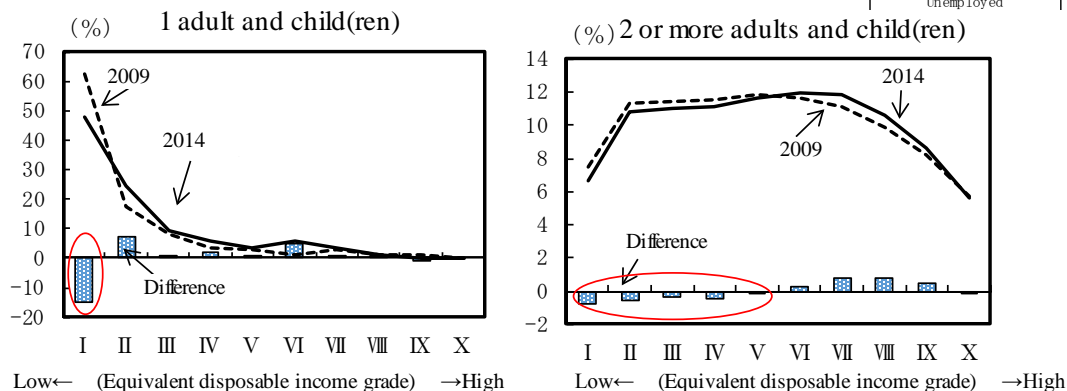 Unemployed
(%) 1 adult and child(ren)
70
60
50
40
30
20
10
0
-10
-20
2009
2014
Difference
I II III IV V VI VII VIII IX X
Low← (Equivalent disposable income grade) →High
(%) 2 or more adults and child(ren)
14
12
10
8
6
4
2
0
-2
2014
2009
Difference
I II III IV V VI VII VIII IX X
Low← (Equivalent disposable income grade) →High